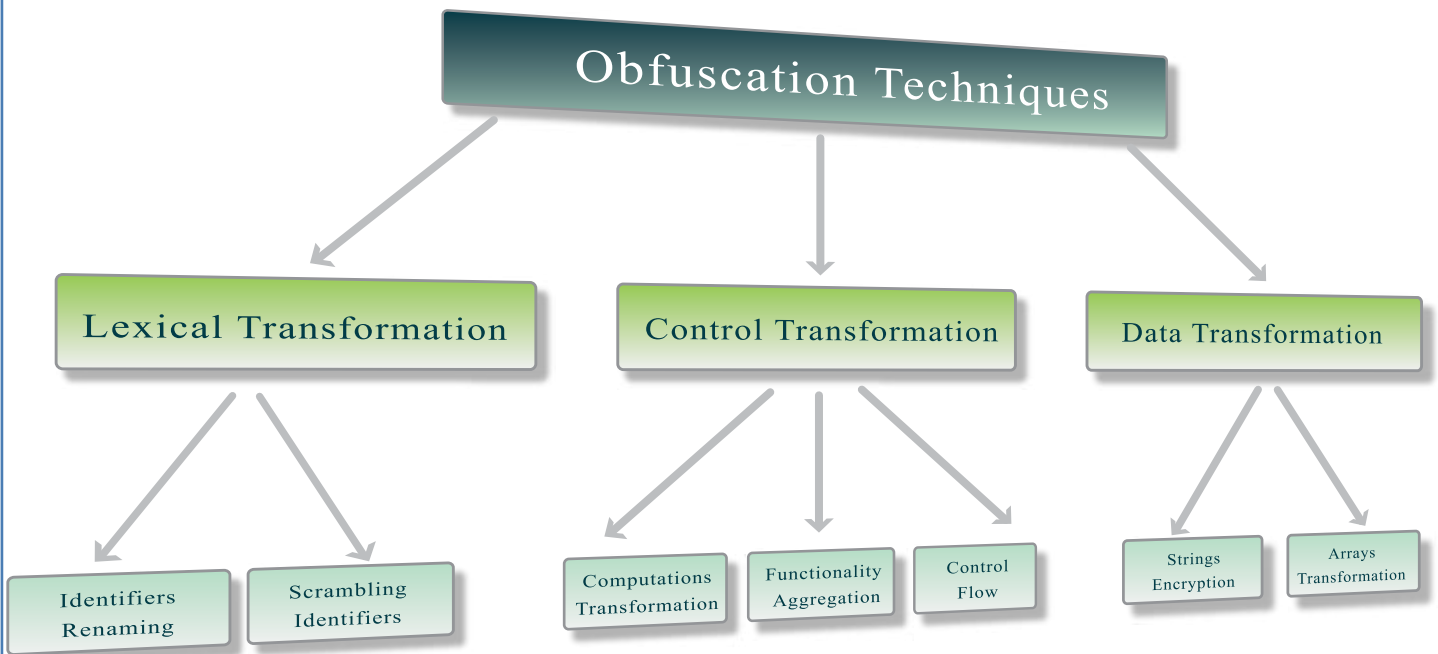 Obfuscation Techniques
Lexical Transformation
Control Transformation
Data Transformation
Identifiers
Renaming
Scrambling
Identifiers
Computations
Transformation
Functionality
Aggregation
Control
Flow
Strings
Encryption
Arrays
Transformation